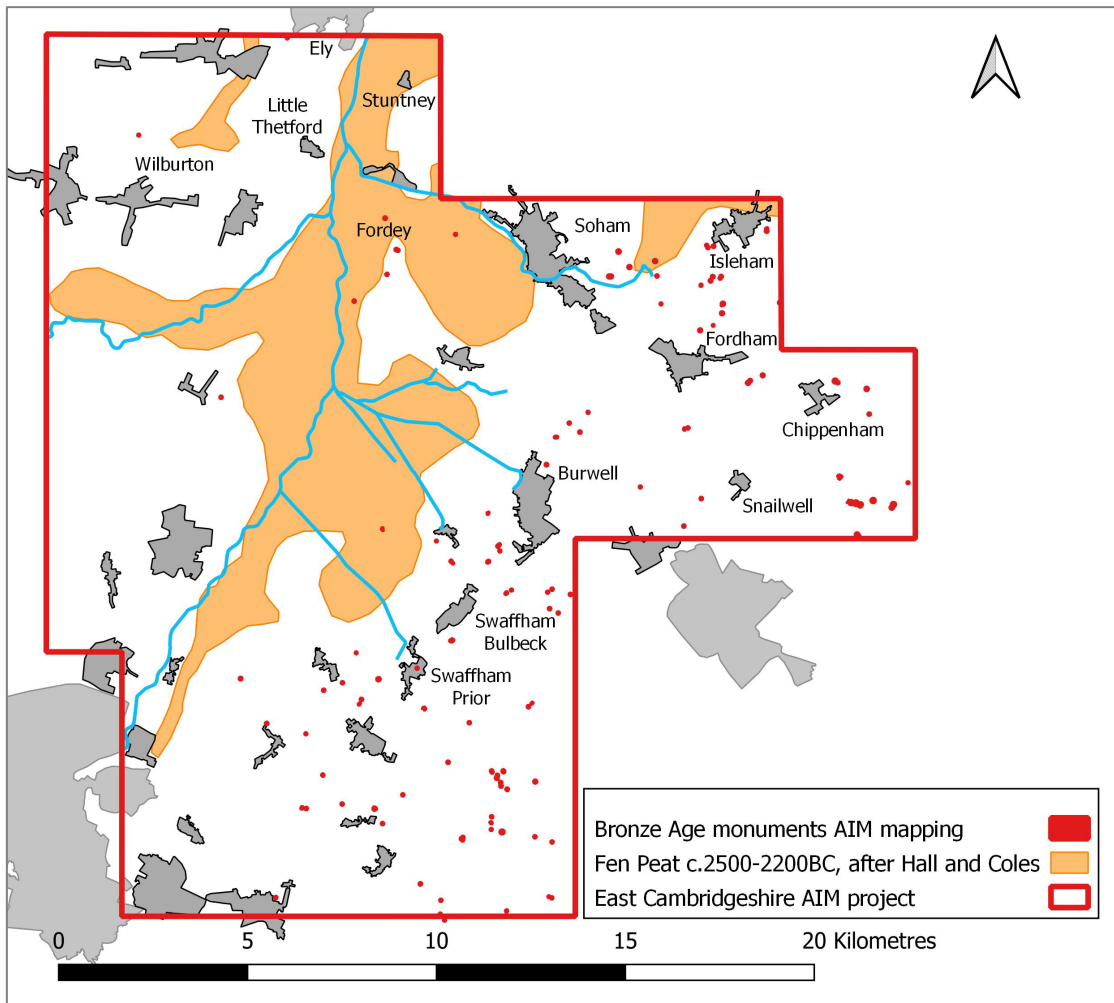 Ely
Stuntney
Little
Thetford
Wilburton
Fordey
Soham
Isleham
Fordham
Chippenham
Burwell
Snailwell
Swaffham
Bulbeck
Swaffham
Prior
Bronze Age monuments AIM mapping
Fen Peat c.2500-2200BC, after Hall and Coles
East Cambridgeshire AIM project
0 5 10 15 20 Kilometres